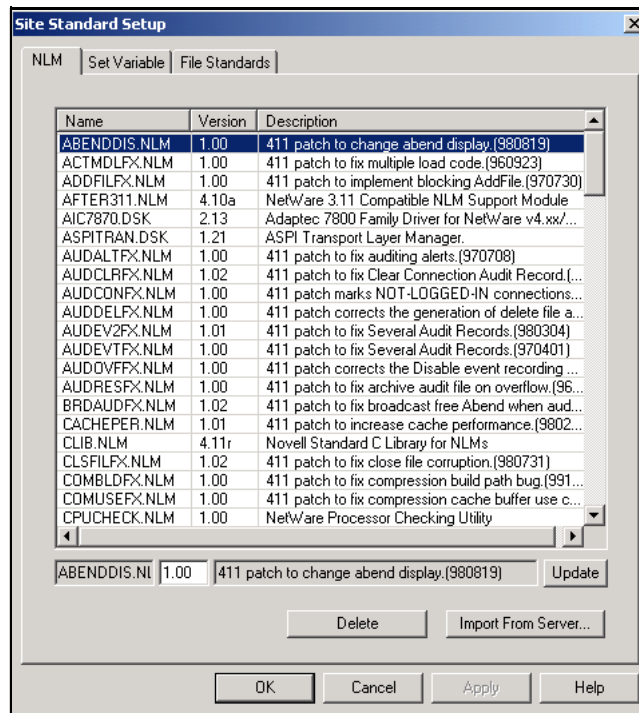 Site Standard Setup
NLM Set Variable File Standards
Name Version Description
ABENDDIS.NLM 1.00 411 patch to change abend display.(980819)
ACTMDLFX.NLM 1.00 411 patch to fix multiple load code.(960923)
ADDFILFX.NLM 1.00 411 patch to implement blocking AddFile.(970730)
AFTER311.NLM 4.10a NetWare 3.11 Compatible NLM Support Module
AIC7870.DSK 2.13 Adaptec 7800 Family Driver for NetWare v4.xx/...
ASPITRAN.DSK 1.21 ASPI Transport Layer Manager.
AUDALTFX.NLM 1.00 411 patch to fix auditing alerts.(970708)
AUDCLRFX.NLM 1.02 411 patch to fix Clear Connection Audit Record.(...
AUDCONFX.NLM 1.00 411 patch marks NOT-LOGGED-IN connections...
AUDDELFX.NLM 1.00 411 patch corrects the generation of delete file a...
AUDEV2FX.NLM 1.01 411 patch to fix Several Audit Records.(980304)
AUDEVTFX.NLM 1.00 411 patch to fix Several Audit Records.(970401)
AUDOVFFX.NLM 1.00 411 patch corrects the Disable event recording ...
AUDRESFX.NLM 1.00 411 patch to fix archive audit file on overflow.(96...
BRDAUDFX.NLM 1.02 411 patch to fix broadcast free Abend when aud...
CACHEPER.NLM 1.01 411 patch to increase cache performance.(9802...
CLIB.NLM 4.11r Novell Standard C Library for NLMs
CLSFILFX.NLM 1.02 411 patch to fix close file corruption.(980731)
COMBLDFX.NLM 1.00 411 patch to fix compression build path bug.(991...
COMUSEFX.NLM 1.00 411 patch to fix compression cache buffer use c...
CPUCHECK.NLM 1.00 NetWare Processor Checking Utility
ABENDDIS.NL 1.00 411 patch to change abend display.(980819) Update
Delete Import From Server...
OK Cancel Apply Help